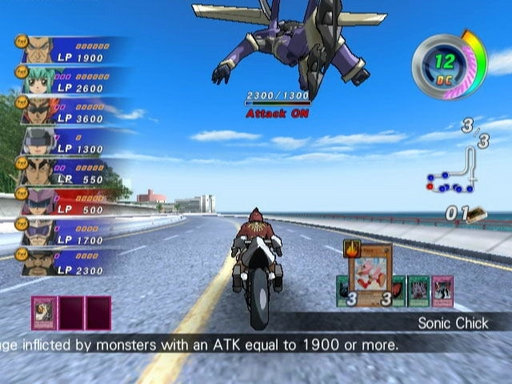 LP 1900
LP 2600
LP 3600
LP 1300
LP 550
LP 500
LP 1700
LP 2300
2300/1300
Attack ON
12
3/3
01
3 3
Sonic Chick
ge inflicted by monsters with an ATK equal to 1900 or more.